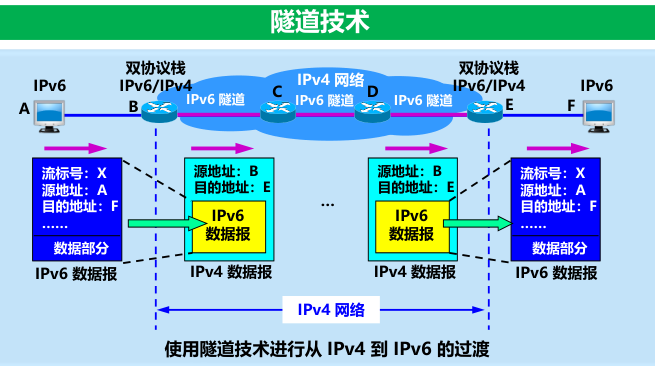 隧道技术
双协议栈
IPv6/IPv4
IPv4 网络
双协议栈
IPv6/IPv4
IPv6
IPv6
A
B
IPv6 隧道
C
IPv6 隧道
D
IPv6 隧道
E
F
流标号：X
源地址：A
目的地址：F
……
数据部分
IPv6 数据报
源地址：B
目的地址：E
IPv6
数据报
IPv4 数据报
…
源地址：B
目的地址：E
IPv6
数据报
IPv4 数据报
流标号：X
源地址：A
目的地址：F
……
数据部分
IPv6 数据报
IPv4 网络
使用隧道技术进行从 IPv4 到 IPv6 的过渡